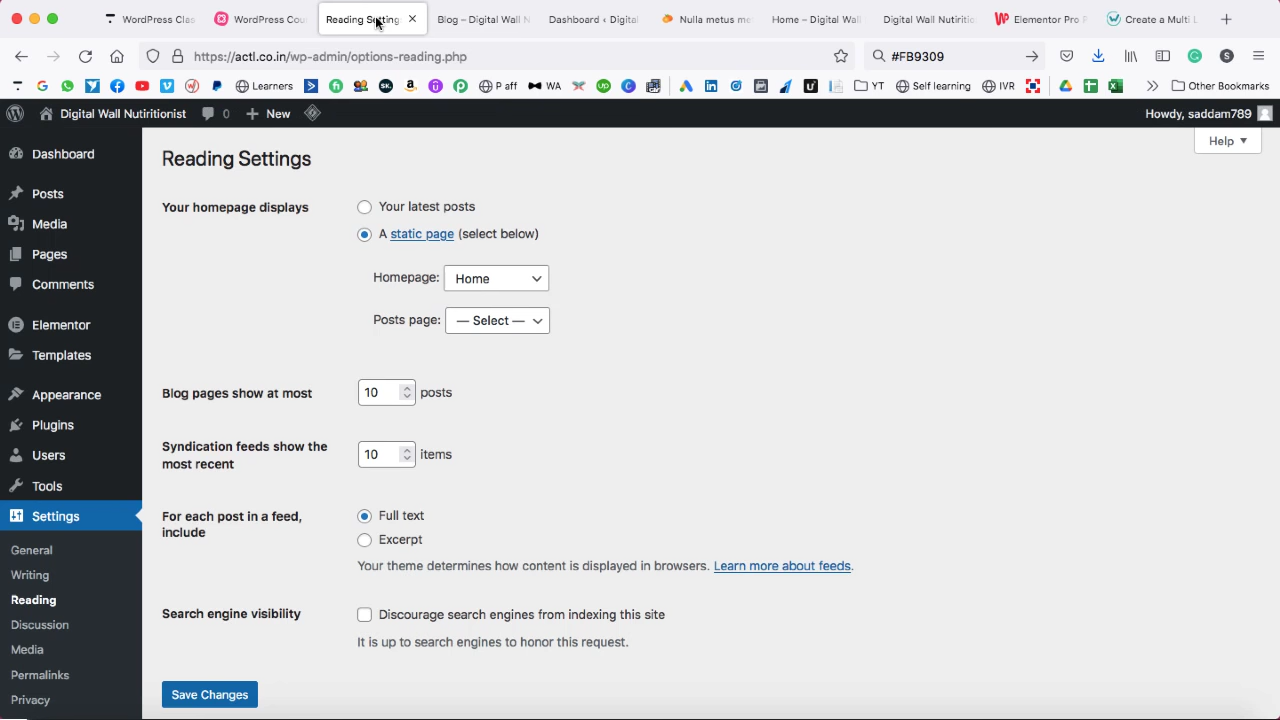 WordPress Clas
WordPress Cou
Reading Setting
Blog – Digital Wall N
Dashboard ‹ Digital
Nulla metus me
Home – Digital Wal
Digital Wall Nutritio
Elementor Pro F
Create a Multi L
https://actl.co.in/wp-admin/options-reading.php
#FB9309
Learners
P aff
WA
YT
Self learning
IVR
Other Bookmarks
Digital Wall Nutritionist
0
New
Howdy, saddam789
Dashboard
Posts
Media
Pages
Comments
Elementor
Templates
Appearance
Plugins
Users
Tools
Settings
General
Writing
Reading
Discussion
Media
Permalinks
Privacy
Help
Reading Settings
Your homepage displays
Your latest posts
A static page (select below)
Homepage: Home
Posts page: — Select —
Blog pages show at most
10 posts
Syndication feeds show the
most recent
10 items
For each post in a feed,
include
Full text
Excerpt
Your theme determines how content is displayed in browsers. Learn more about feeds.
Search engine visibility
Discourage search engines from indexing this site
It is up to search engines to honor this request.
Save Changes